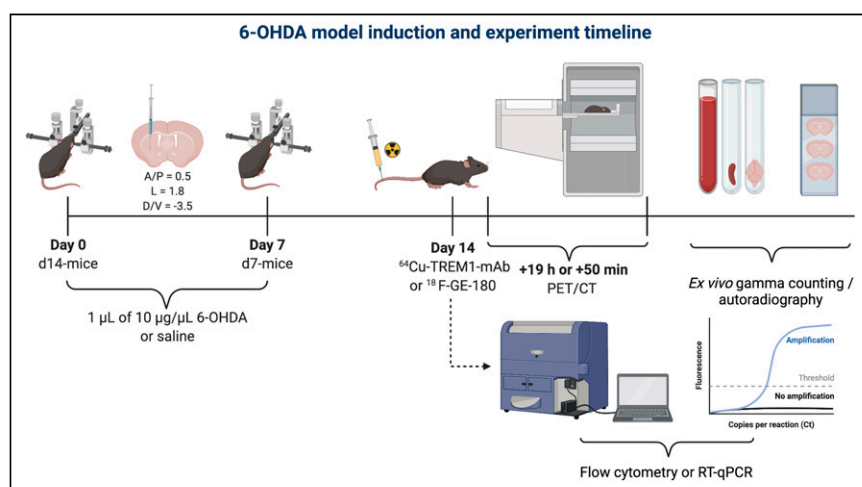 6-OHDA model induction and experiment timeline
A/P = 0.5
L = 1.8
D/V = -3.5
Day 0
d14-mice
Day 7
d7-mice
1 µL of 10 µg/µL 6-OHDA
or saline
Day 14
⁶⁴Cu-TREM1-mAb
or ¹⁸F-GE-180
+19 h or +50 min
PET/CT
Ex vivo gamma counting /
autoradiography
Fluorescence
Amplification
Threshold
No amplification
Copies per reaction (Ct)
Flow cytometry or RT-qPCR